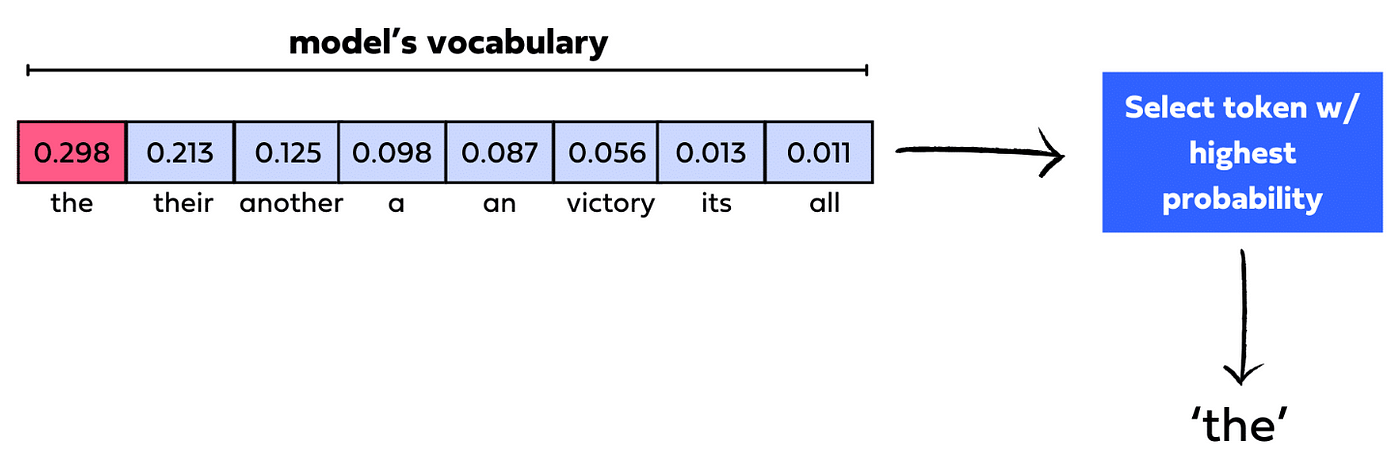 model's vocabulary
0.298 0.213 0.125 0.098 0.087 0.056 0.013 0.011
the their another a an victory its all
Select token w/
highest
probability
‘the’